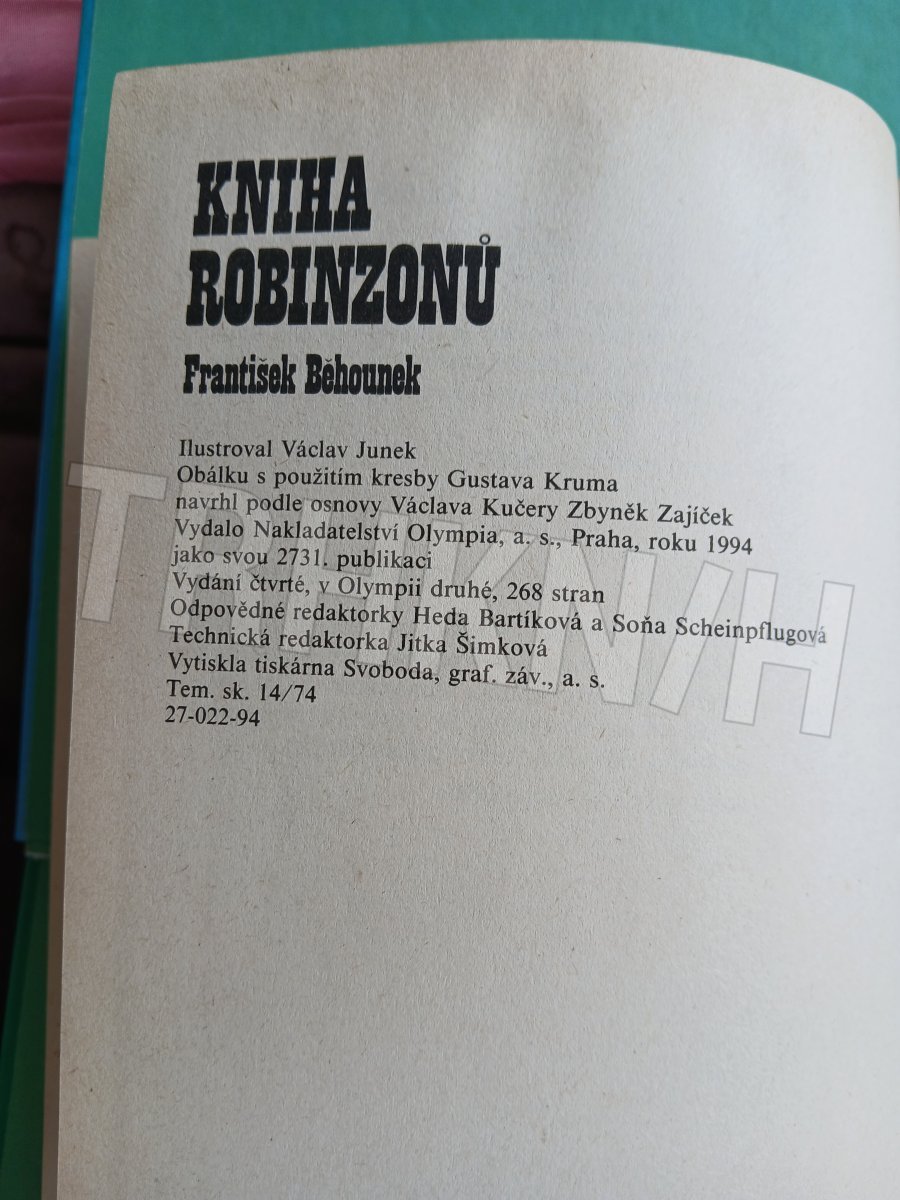 KNIHA
ROBINZONŮ
František Běhounek
Ilustroval Václav Junek
Obálku s použitím kresby Gustava Kruma
navrhl podle osnovy Václava Kučery Zbyněk Zajíček
Vydalo Nakladatelství Olympia, a. s., Praha, roku 1994
jako svou 2731. publikaci
Vydání čtvrté, v Olympii druhé, 268 stran
Odpovědné redaktorky Heda Bartíková a Soňa Scheinpflugová
Technická redaktorka Jitka Šimková
Vytiskla tiskárna Svoboda, graf. záv., a. s.
Tem. sk. 14/74
27-022-94